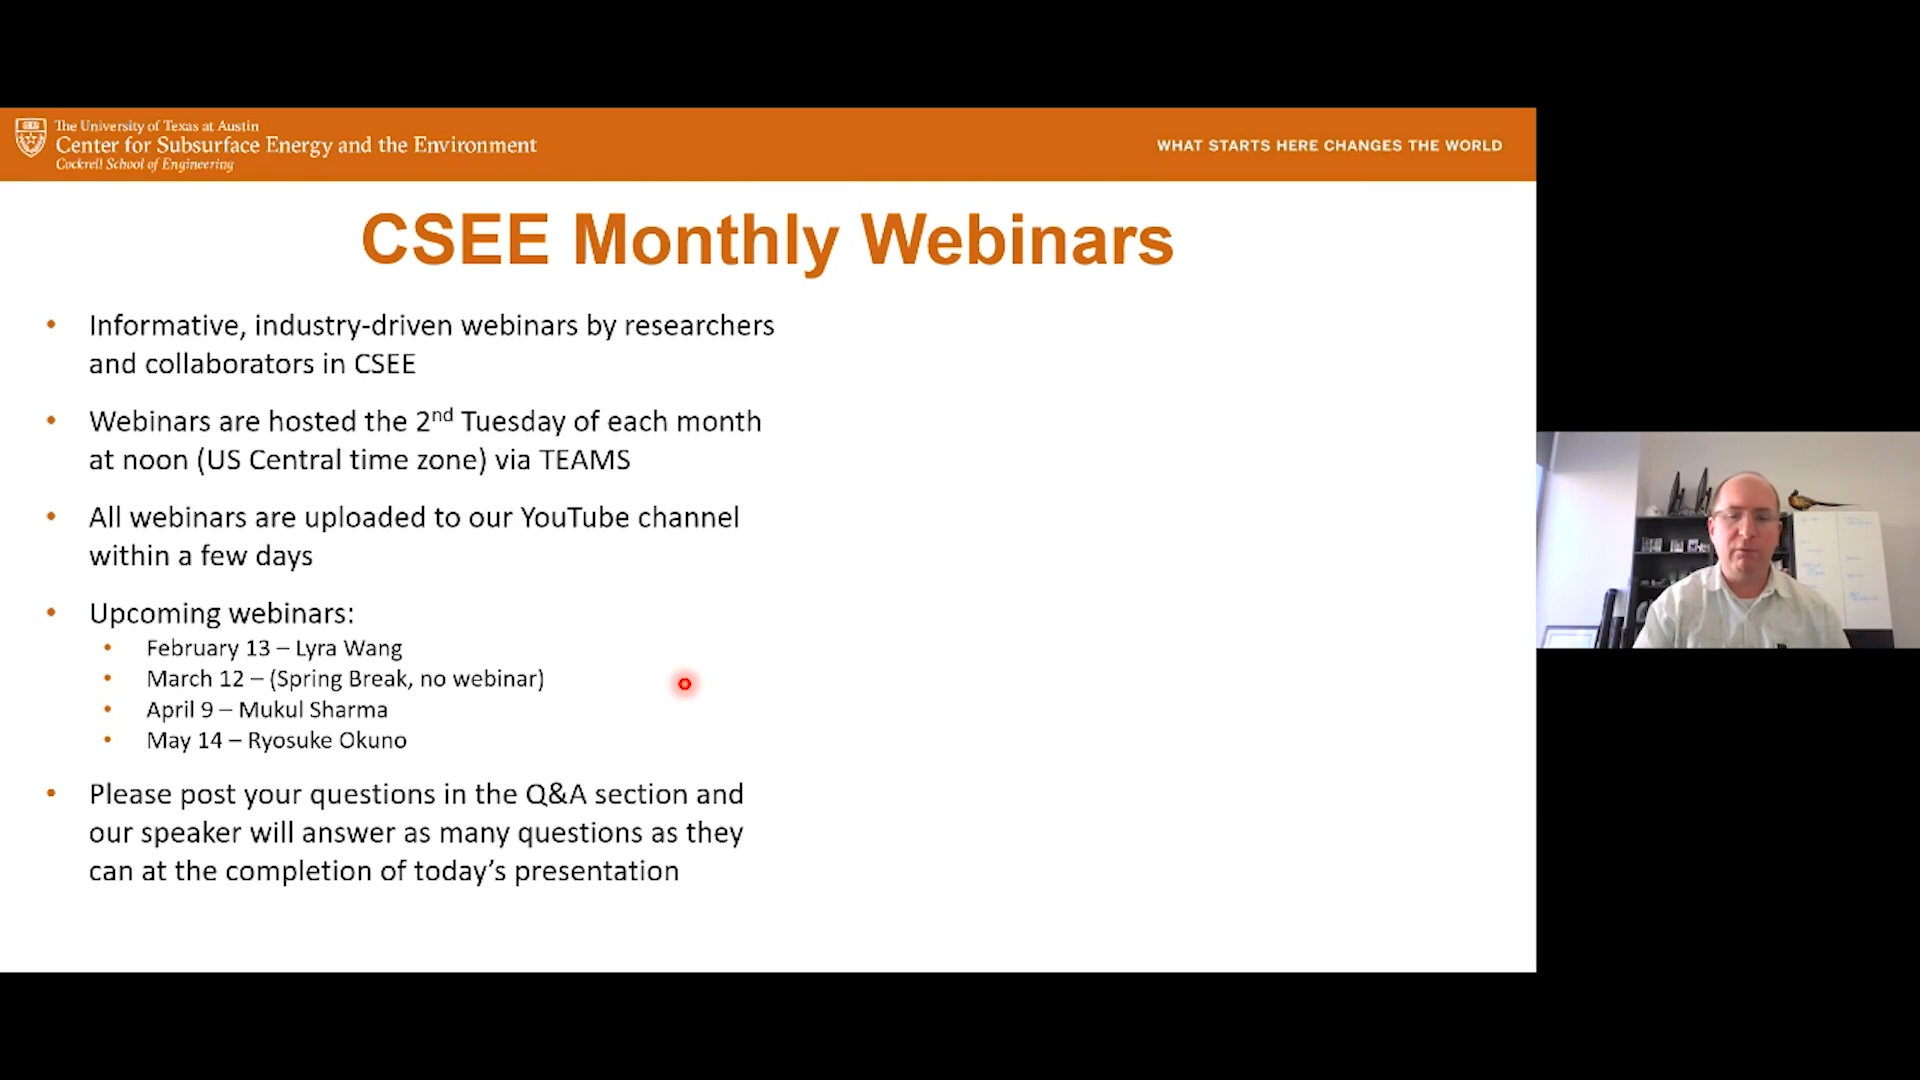 The University of Texas at Austin
Center for Subsurface Energy and the Environment
Cockrell School of Engineering
WHAT STARTS HERE CHANGES THE WORLD
CSEE Monthly Webinars
• Informative, industry-driven webinars by researchers
and collaborators in CSEE
• Webinars are hosted the 2nd Tuesday of each month
at noon (US Central time zone) via TEAMS
• All webinars are uploaded to our YouTube channel
within a few days
• Upcoming webinars:
• February 13 – Lyra Wang
• March 12 – (Spring Break, no webinar)
• April 9 – Mukul Sharma
• May 14 – Ryosuke Okuno
• Please post your questions in the Q&A section and
our speaker will answer as many questions as they
can at the completion of today’s presentation